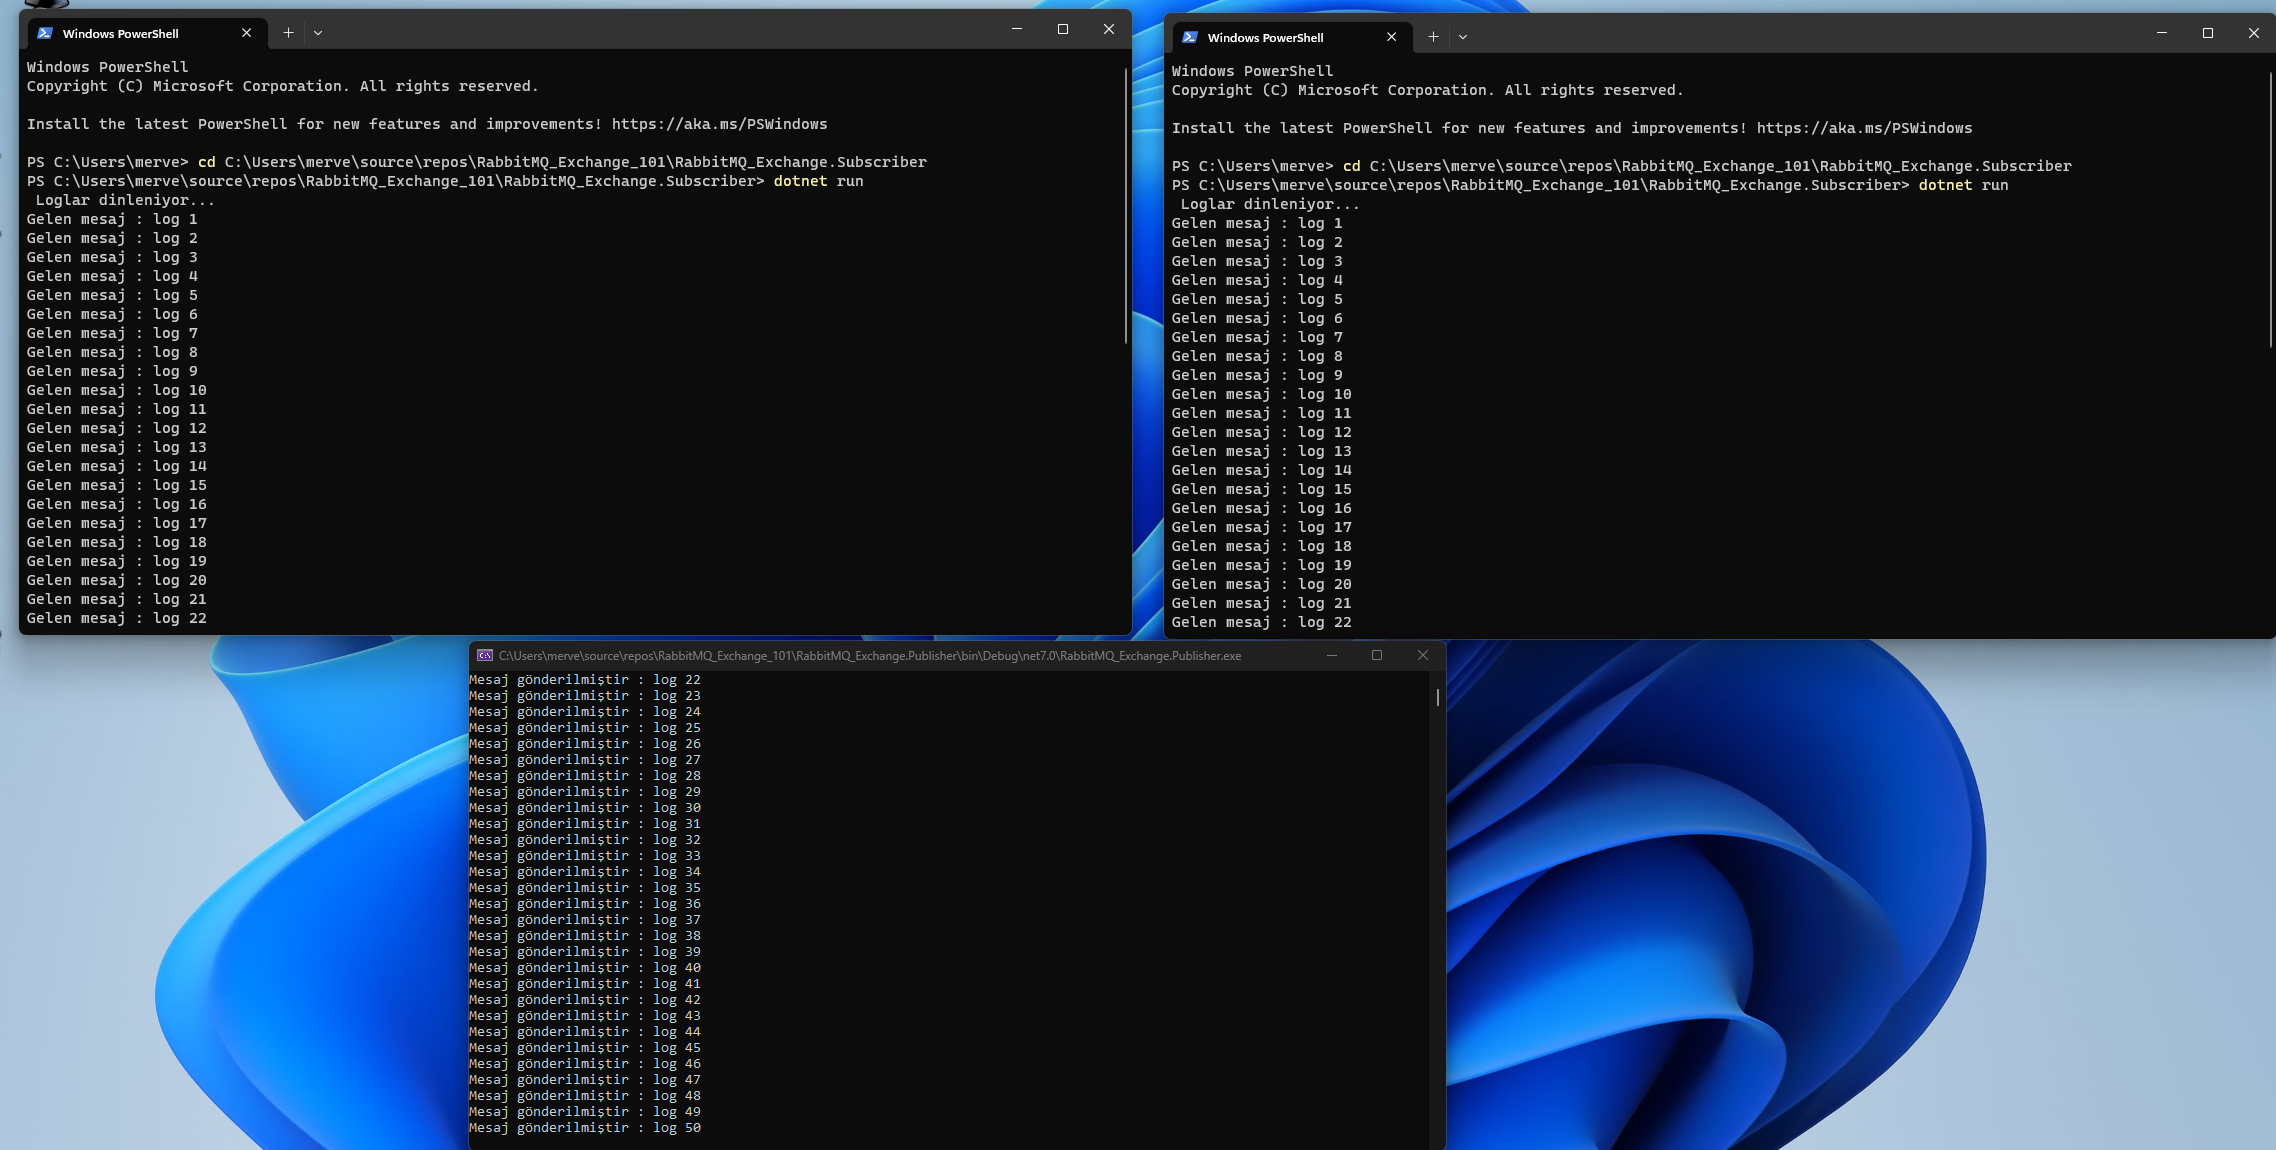 Windows PowerShell
Windows PowerShell
Copyright (C) Microsoft Corporation. All rights reserved.
Install the latest PowerShell for new features and improvements! https://aka.ms/PSWindows
PS C:\Users\merve> cd C:\Users\merve\source\repos\RabbitMQ_Exchange_101\RabbitMQ_Exchange.Subscriber
PS C:\Users\merve\source\repos\RabbitMQ_Exchange_101\RabbitMQ_Exchange.Subscriber> dotnet run
Loglar dinleniyor...
Gelen mesaj : log 1
Gelen mesaj : log 2
Gelen mesaj : log 3
Gelen mesaj : log 4
Gelen mesaj : log 5
Gelen mesaj : log 6
Gelen mesaj : log 7
Gelen mesaj : log 8
Gelen mesaj : log 9
Gelen mesaj : log 10
Gelen mesaj : log 11
Gelen mesaj : log 12
Gelen mesaj : log 13
Gelen mesaj : log 14
Gelen mesaj : log 15
Gelen mesaj : log 16
Gelen mesaj : log 17
Gelen mesaj : log 18
Gelen mesaj : log 19
Gelen mesaj : log 20
Gelen mesaj : log 21
Gelen mesaj : log 22
Windows PowerShell
Windows PowerShell
Copyright (C) Microsoft Corporation. All rights reserved.
Install the latest PowerShell for new features and improvements! https://aka.ms/PSWindows
PS C:\Users\merve> cd C:\Users\merve\source\repos\RabbitMQ_Exchange_101\RabbitMQ_Exchange.Subscriber
PS C:\Users\merve\source\repos\RabbitMQ_Exchange_101\RabbitMQ_Exchange.Subscriber> dotnet run
Loglar dinleniyor...
Gelen mesaj : log 1
Gelen mesaj : log 2
Gelen mesaj : log 3
Gelen mesaj : log 4
Gelen mesaj : log 5
Gelen mesaj : log 6
Gelen mesaj : log 7
Gelen mesaj : log 8
Gelen mesaj : log 9
Gelen mesaj : log 10
Gelen mesaj : log 11
Gelen mesaj : log 12
Gelen mesaj : log 13
Gelen mesaj : log 14
Gelen mesaj : log 15
Gelen mesaj : log 16
Gelen mesaj : log 17
Gelen mesaj : log 18
Gelen mesaj : log 19
Gelen mesaj : log 20
Gelen mesaj : log 21
Gelen mesaj : log 22
C:\Users\merve\source\repos\RabbitMQ_Exchange_101\RabbitMQ_Exchange.Publisher\bin\Debug\net7.0\RabbitMQ_Exchange.Publisher.exe
Mesaj gönderilmiştir : log 22
Mesaj gönderilmiştir : log 23
Mesaj gönderilmiştir : log 24
Mesaj gönderilmiştir : log 25
Mesaj gönderilmiştir : log 26
Mesaj gönderilmiştir : log 27
Mesaj gönderilmiştir : log 28
Mesaj gönderilmiştir : log 29
Mesaj gönderilmiştir : log 30
Mesaj gönderilmiştir : log 31
Mesaj gönderilmiştir : log 32
Mesaj gönderilmiştir : log 33
Mesaj gönderilmiştir : log 34
Mesaj gönderilmiştir : log 35
Mesaj gönderilmiştir : log 36
Mesaj gönderilmiştir : log 37
Mesaj gönderilmiştir : log 38
Mesaj gönderilmiştir : log 39
Mesaj gönderilmiştir : log 40
Mesaj gönderilmiştir : log 41
Mesaj gönderilmiştir : log 42
Mesaj gönderilmiştir : log 43
Mesaj gönderilmiştir : log 44
Mesaj gönderilmiştir : log 45
Mesaj gönderilmiştir : log 46
Mesaj gönderilmiştir : log 47
Mesaj gönderilmiştir : log 48
Mesaj gönderilmiştir : log 49
Mesaj gönderilmiştir : log 50